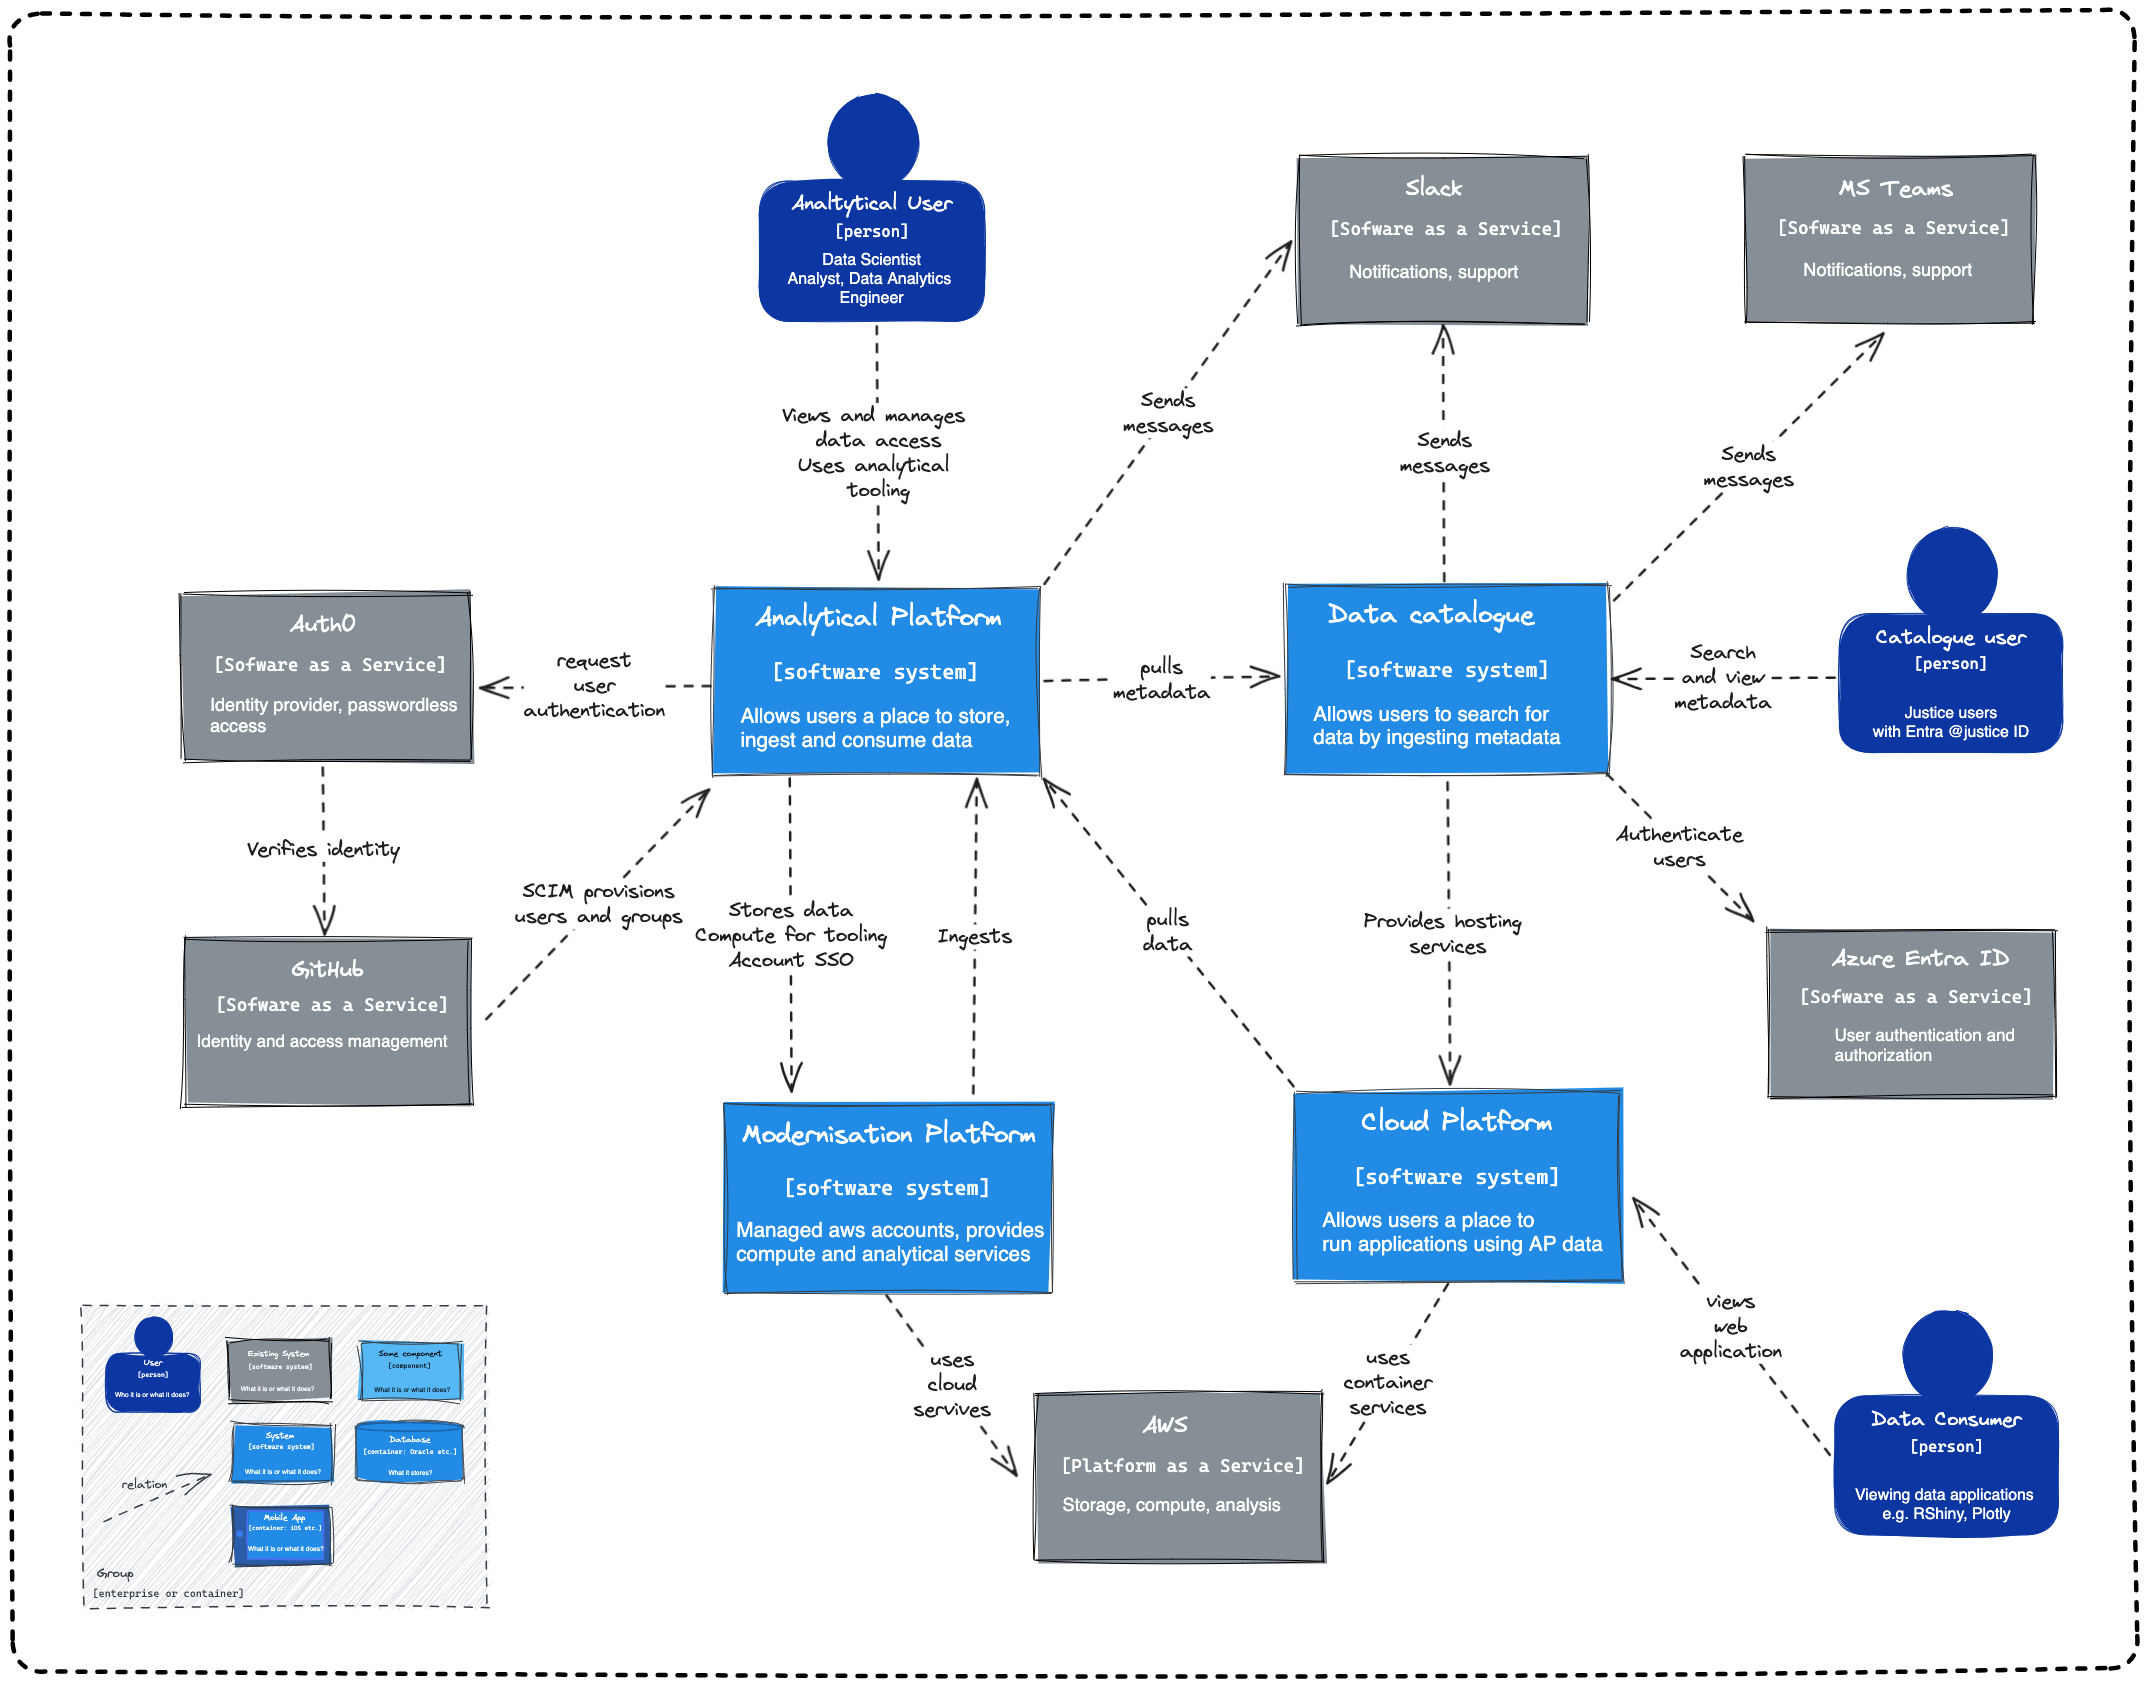 Analtytical User
[person]
Data Scientist
Analyst, Data Analytics
Engineer
Slack
[Sofware as a Service]
Notifications, support
MS Teams
[Sofware as a Service]
Notifications, support
Views and manages
data access
Uses analytical
tooling
Sends
messages
Sends
messages
Sends
messages
Auth0
[Sofware as a Service]
Identity provider, passwordless
access
request
user
authentication
Analytical Platform
[software system]
Allows users a place to store,
ingest and consume data
pulls
metadata
Data catalogue
[software system]
Allows users to search for
data by ingesting metadata
Search
and view
metadata
Catalogue user
[person]
Justice users
with Entra @justice ID
Verifies identity
SCIM provisions
users and groups
Stores data
Compute for tooling
Account SSO
Ingests
pulls
data
Provides hosting
services
Authenticate
users
GitHub
[Sofware as a Service]
Identity and access management
Azure Entra ID
[Sofware as a Service]
User authentication and
authorization
Modernisation Platform
[software system]
Managed aws accounts, provides
compute and analytical services
Cloud Platform
[software system]
Allows users a place to
run applications using AP data
views
web
application
uses
cloud
servives
uses
container
services
AWS
[Platform as a Service]
Storage, compute, analysis
Data Consumer
[person]
Viewing data applications
e.g. RShiny, Plotly
User
[person]
Who it is or what it does?
Existing System
[software system]
What it is or what it does?
Some component
[component]
What it is or what it does?
System
[software system]
What it is or what it does?
Database
[container: Oracle etc.]
What it stores?
relation
Mobile App
[container: iOS etc.]
What it is or what it does?
Group
[enterprise or container]